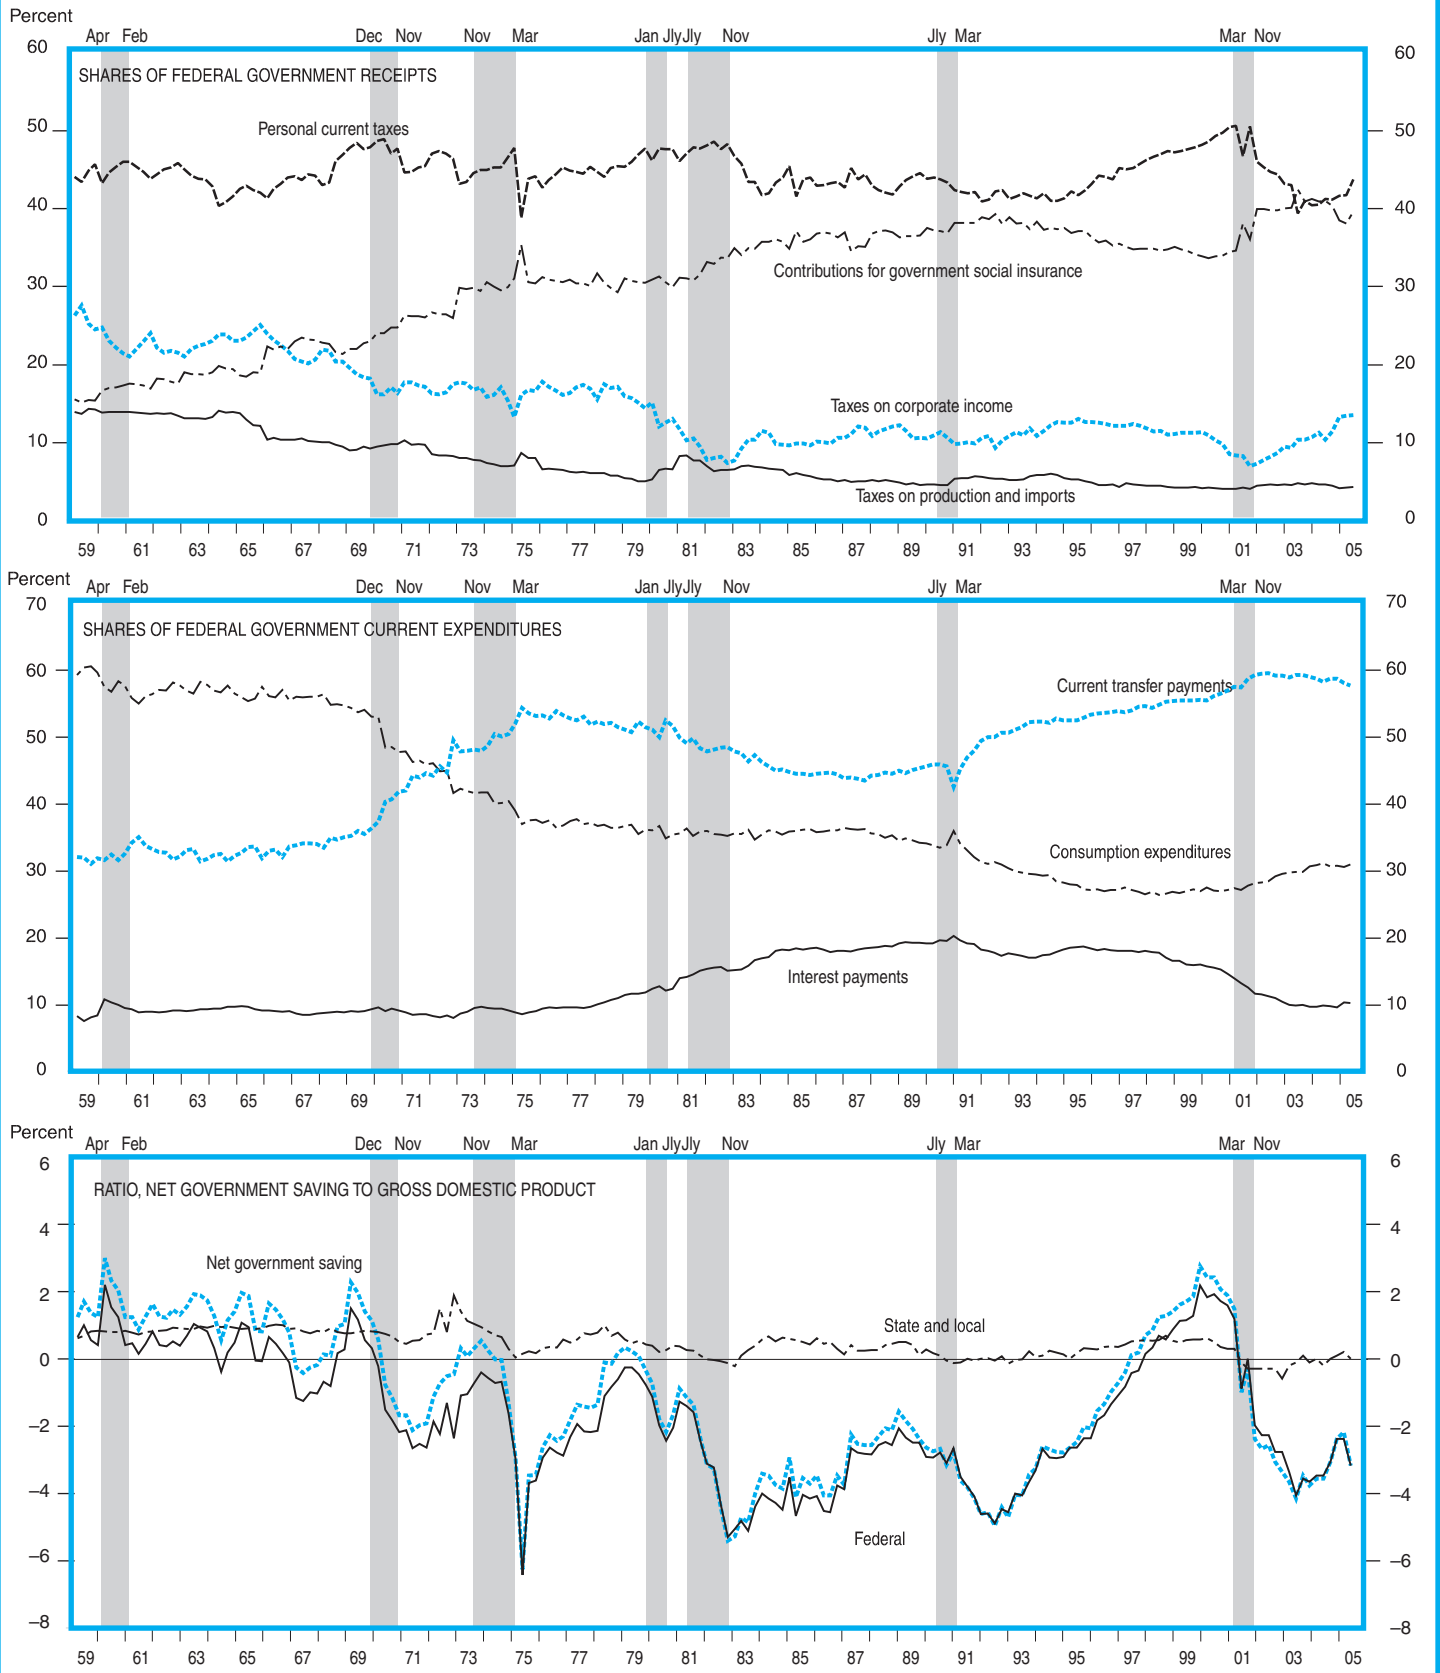 Percent
Apr Feb Dec Nov Nov Mar Jan Jly Jly Nov Jly Mar Mar Nov
60 60
SHARES OF FEDERAL GOVERNMENT RECEIPTS
Personal current taxes
50 50
40 40
Contributions for government social insurance
30 30
20 20
Taxes on corporate income
10 10
Taxes on production and imports
0 0
59 61 63 65 67 69 71 73 75 77 79 81 83 85 87 89 91 93 95 97 99 01 03 05
Percent
Apr Feb Dec Nov Nov Mar Jan Jly Jly Nov Jly Mar Mar Nov
70 70
SHARES OF FEDERAL GOVERNMENT CURRENT EXPENDITURES
60 60
Current transfer payments
50 50
40 40
Consumption expenditures
30 30
20 20
Interest payments
10 10
0 0
59 61 63 65 67 69 71 73 75 77 79 81 83 85 87 89 91 93 95 97 99 01 03 05
Percent
Apr Feb Dec Nov Nov Mar Jan Jly Jly Nov Jly Mar Mar Nov
6 6
RATIO, NET GOVERNMENT SAVING TO GROSS DOMESTIC PRODUCT
4 4
Net government saving
2 2
State and local
0 0
–2 –2
–4 –4
Federal
–6 –6
–8 –8
59 61 63 65 67 69 71 73 75 77 79 81 83 85 87 89 91 93 95 97 99 01 03 05